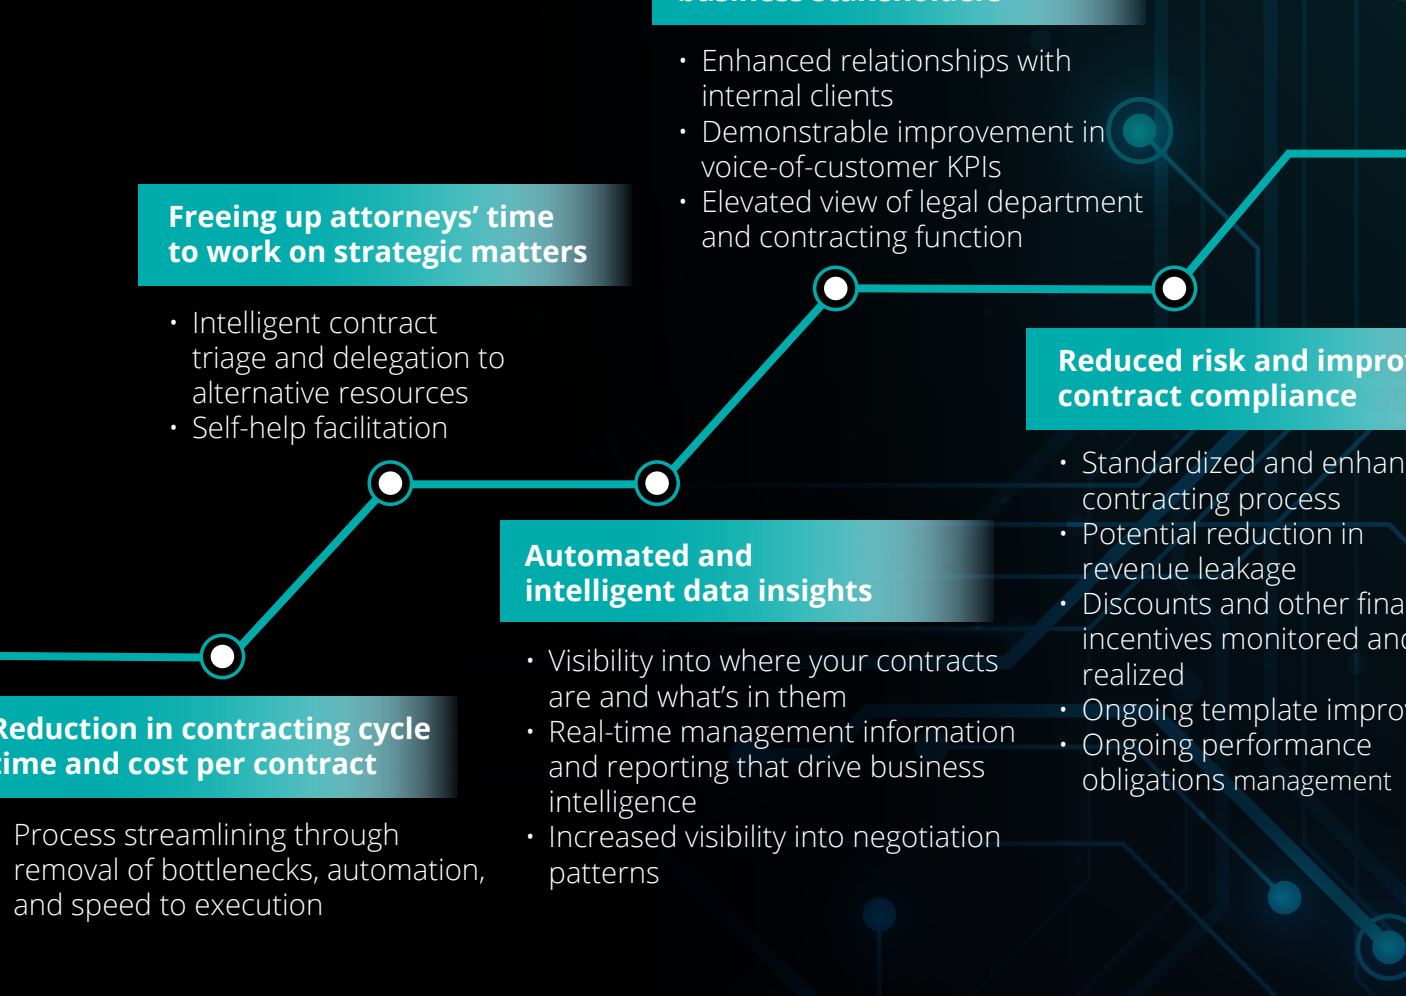 business stakeholders
• Enhanced relationships with
internal clients
• Demonstrable improvement in
voice-of-customer KPIs
• Elevated view of legal department
and contracting function
Freeing up attorneys’ time
to work on strategic matters
• Intelligent contract
triage and delegation to
alternative resources
• Self-help facilitation
Reduced risk and impro
contract compliance
• Standardized and enhan
contracting process
• Potential reduction in
revenue leakage
• Discounts and other fina
incentives monitored and
realized
• Ongoing template improv
• Ongoing performance
obligations management
Automated and
intelligent data insights
• Visibility into where your contracts
are and what’s in them
• Real-time management information
and reporting that drive business
intelligence
• Increased visibility into negotiation
patterns
Reduction in contracting cycle
time and cost per contract
Process streamlining through
removal of bottlenecks, automation,
and speed to execution